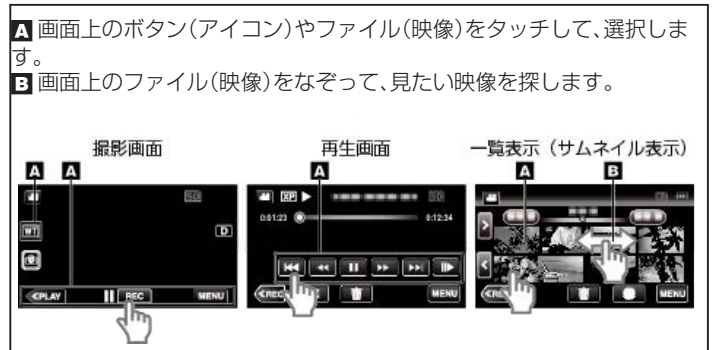 A 画面上のボタン（アイコン）やファイル（映像）をタッチして、選択しま
す。
B 画面上のファイル（映像）をなぞって、見たい映像を探します。
撮影画面
再生画面
一覧表示（サムネイル表示）
A A
A
A B
SD
W T
D
<PLAY
REC
MENU
XP
SD
0:01:23
0:12:34
<REC
MENU
MENU